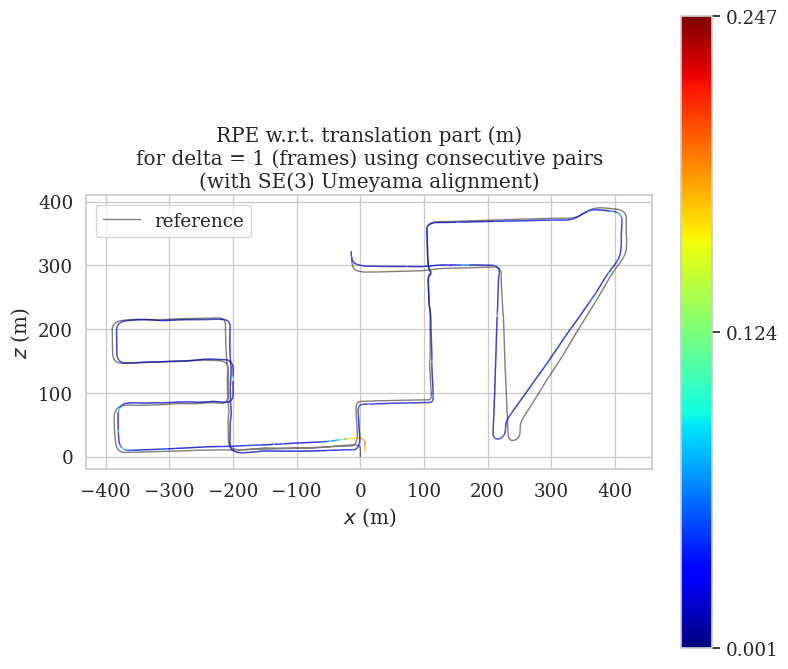 RPE w.r.t. translation part (m)
for delta = 1 (frames) using consecutive pairs
(with SE(3) Umeyama alignment)
reference
400
300
200
100
0
z (m)
−400 −300 −200 −100 0 100 200 300 400
x (m)
0.247
0.124
0.001